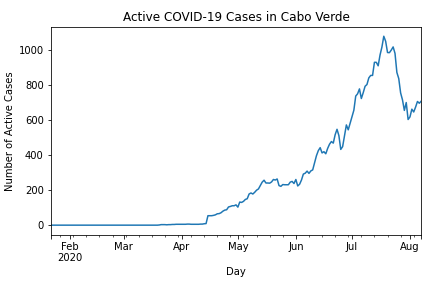 Active COVID-19 Cases in Cabo Verde
Number of Active Cases
1000
800
600
400
200
0
Feb Mar Apr May Jun Jul Aug
2020
Day